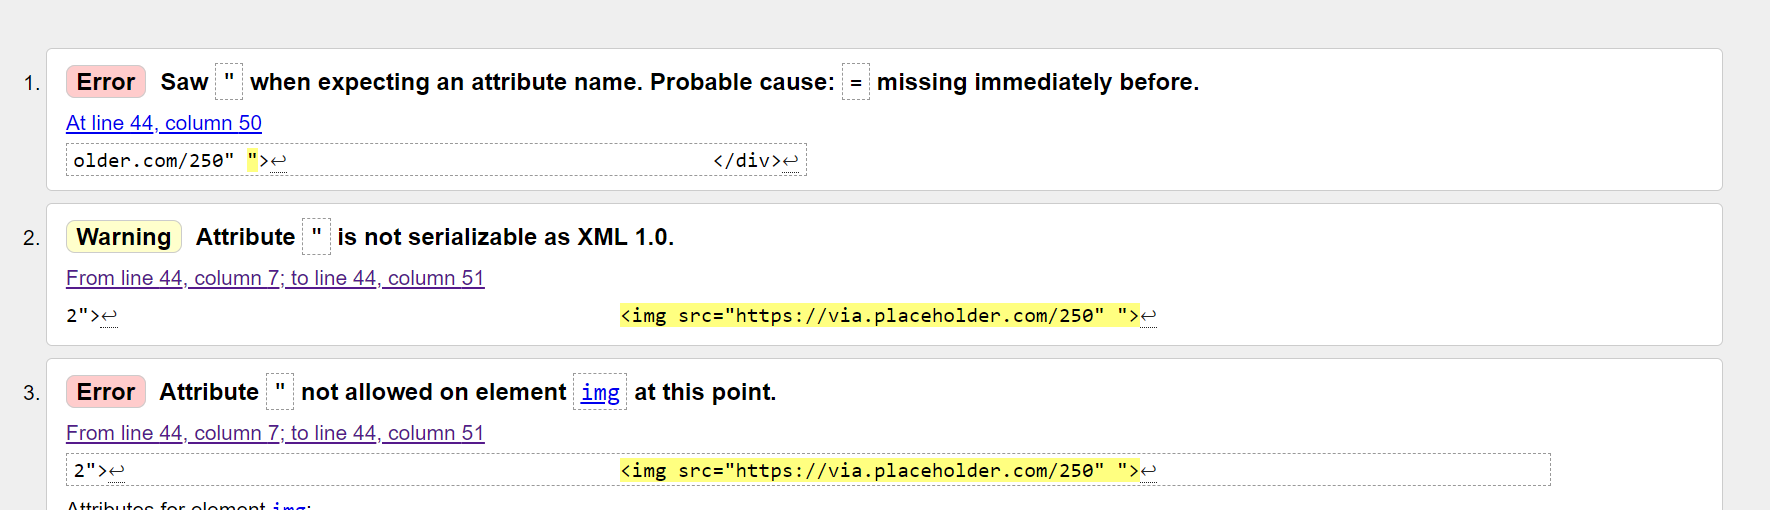 1. Error Saw " when expecting an attribute name. Probable cause: = missing immediately before.
At line 44, column 50
older.com/250" ">↩ </div>↩
2. Warning Attribute " is not serializable as XML 1.0.
From line 44, column 7; to line 44, column 51
2">↩ <img src="https://via.placeholder.com/250" ">↩
3. Error Attribute " not allowed on element img at this point.
From line 44, column 7; to line 44, column 51
2">↩ <img src="https://via.placeholder.com/250" ">↩
Attributes for element img: